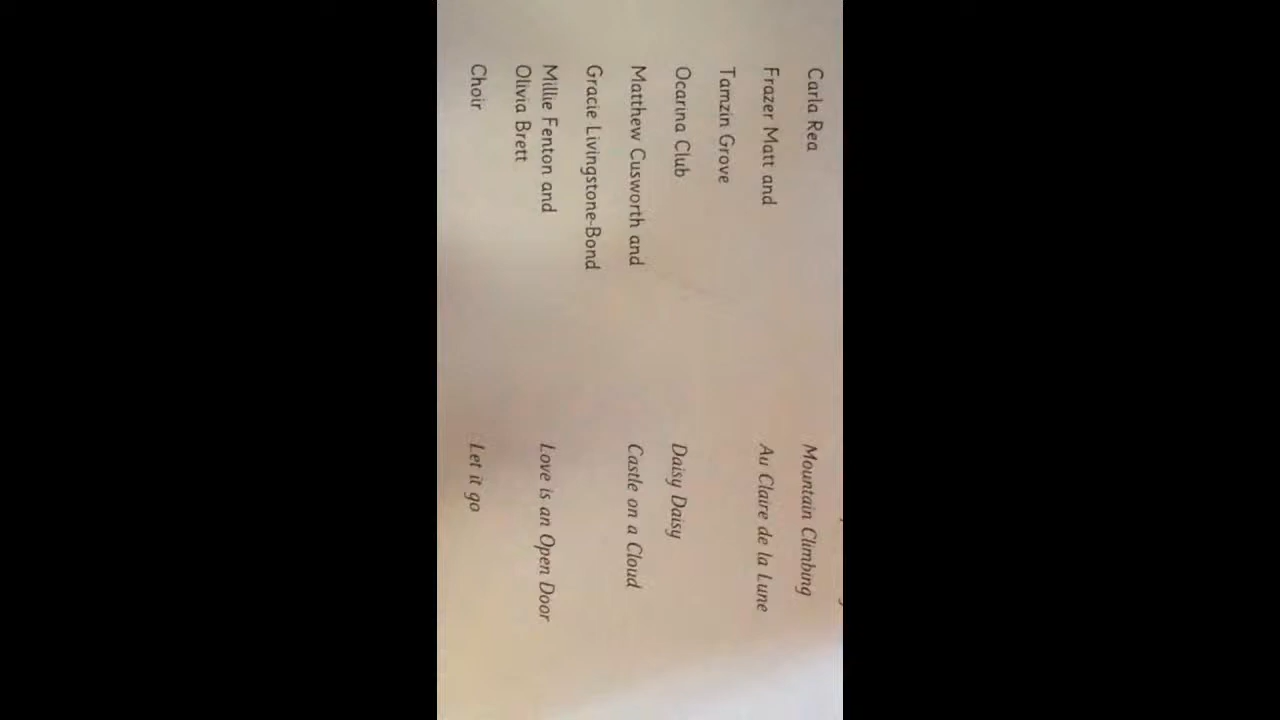 Carla Rea Mountain Climbing
Frazer Matt and Au Claire de la Lune
Tamzin Grove
Ocarina Club Daisy Daisy
Matthew Cusworth and Castle on a Cloud
Gracie Livingstone-Bond
Millie Fenton and Love is an Open Door
Olivia Brett
Choir Let it go